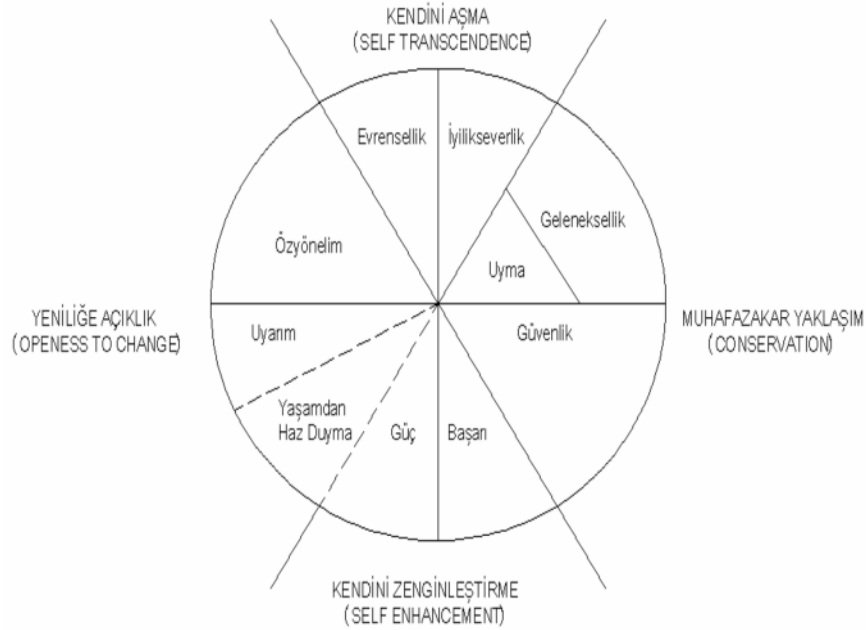 KENDİNİ AŞMA
(SELF TRANSCENDENCE)
Evrensellik
İyilikseverlik
Geleneksellik
Özyönelim
Uyma
YENİLİĞE AÇIKLIK
(OPENESS TO CHANGE)
Uyarım
Güvenlik
MUHAFAZAKAR YAKLAŞIM
(CONSERVATION)
Yaşamdan
Haz Duyma
Güç
Başarı
KENDİNİ ZENGİNLEŞTİRME
(SELF ENHANCEMENT)